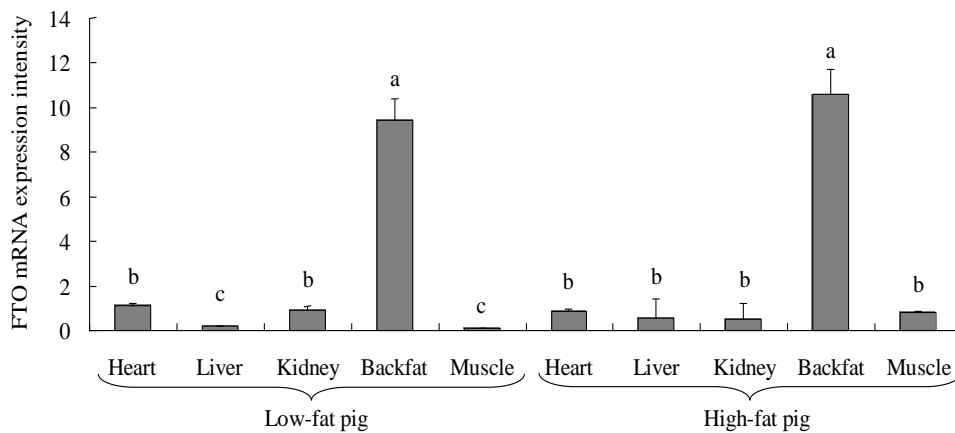 14
12
10
8
6
4
2
0
FTO mRNA expression intensity
b
c
b
a
c
b
b
b
a
b
Heart Liver Kidney Backfat Muscle Heart Liver Kidney Backfat Muscle
Low-fat pig High-fat pig